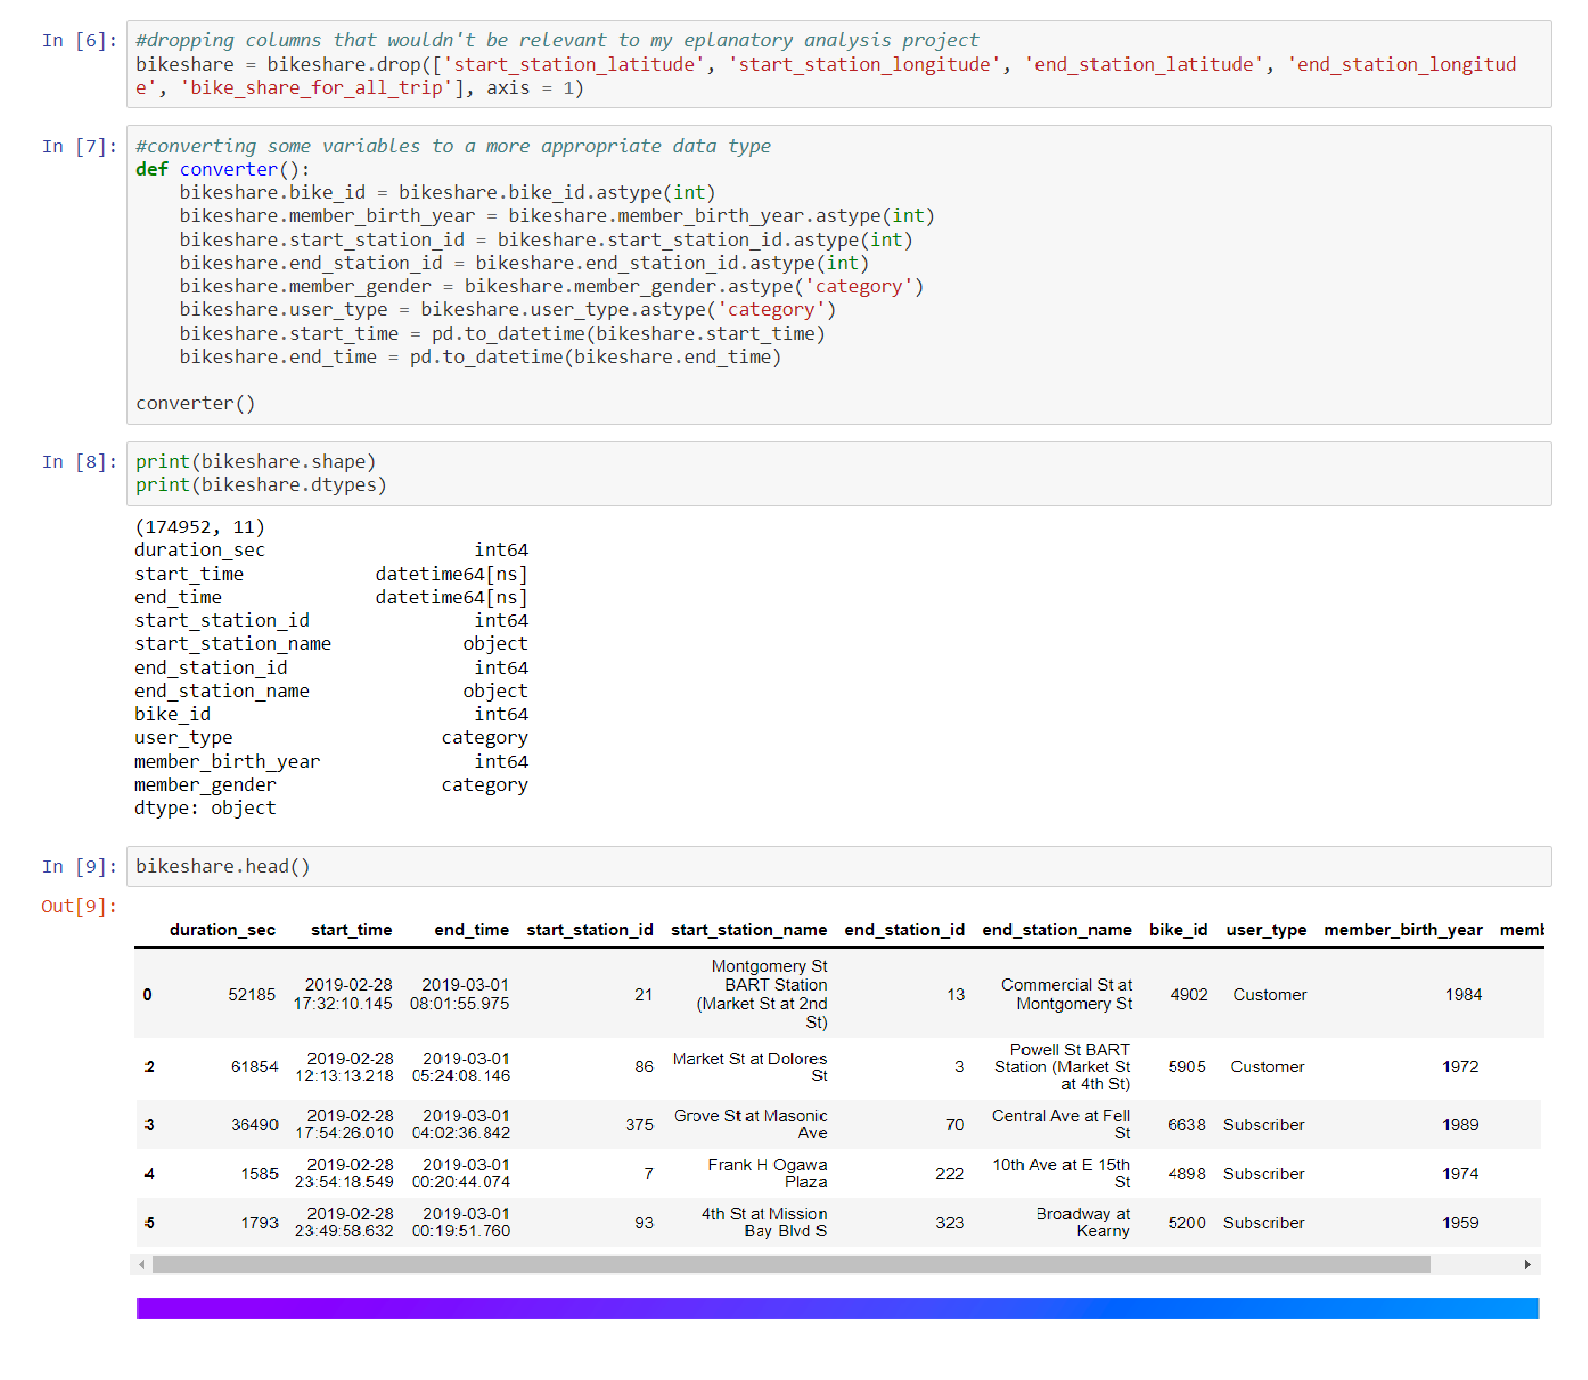 In [6]:
#dropping columns that wouldn't be relevant to my eplanatory analysis project
bikeshare = bikeshare.drop(['start_station_latitude', 'start_station_longitude', 'end_station_latitude', 'end_station_longitud
e', 'bike_share_for_all_trip'], axis = 1)
In [7]:
#converting some variables to a more appropriate data type
def converter():
    bikeshare.bike_id = bikeshare.bike_id.astype(int)
    bikeshare.member_birth_year = bikeshare.member_birth_year.astype(int)
    bikeshare.start_station_id = bikeshare.start_station_id.astype(int)
    bikeshare.end_station_id = bikeshare.end_station_id.astype(int)
    bikeshare.member_gender = bikeshare.member_gender.astype('category')
    bikeshare.user_type = bikeshare.user_type.astype('category')
    bikeshare.start_time = pd.to_datetime(bikeshare.start_time)
    bikeshare.end_time = pd.to_datetime(bikeshare.end_time)
converter()
In [8]:
print(bikeshare.shape)
print(bikeshare.dtypes)
(174952, 11)
duration_sec int64
start_time datetime64[ns]
end_time datetime64[ns]
start_station_id int64
start_station_name object
end_station_id int64
end_station_name object
bike_id int64
user_type category
member_birth_year int64
member_gender category
dtype: object
In [9]:
bikeshare.head()
Out[9]:
duration_sec start_time end_time start_station_id start_station_name end_station_id end_station_name bike_id user_type member_birth_year memb
0 52185 2019-02-28 17:32:10.145 2019-03-01 08:01:55.975 21 Montgomery St BART Station (Market St at 2nd St) 13 Commercial St at Montgomery St 4902 Customer 1984
2 61854 2019-02-28 12:13:13.218 2019-03-01 05:24:08.146 86 Market St at Dolores St 3 Powell St BART Station (Market St at 4th St) 5905 Customer 1972
3 36490 2019-02-28 17:54:26.010 2019-03-01 04:02:36.842 375 Grove St at Masonic Ave 70 Central Ave at Fell St 6638 Subscriber 1989
4 1585 2019-02-28 23:54:18.549 2019-03-01 00:20:44.074 7 Frank H Ogawa Plaza 222 10th Ave at E 15th St 4898 Subscriber 1974
5 1793 2019-02-28 23:49:58.632 2019-03-01 00:19:51.760 93 4th St at Mission Bay Blvd S 323 Broadway at Kearny 5200 Subscriber 1959